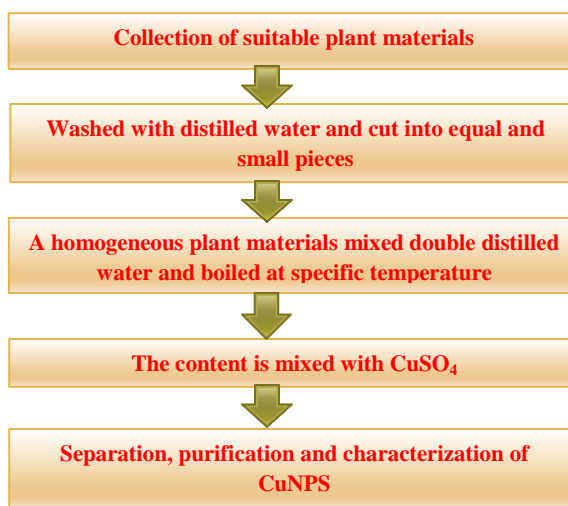 Collection of suitable plant materials
Washed with distilled water and cut into equal and
small pieces
A homogeneous plant materials mixed double distilled
water and boiled at specific temperature
The content is mixed with CuSO₄
Separation, purification and characterization of
CuNPS